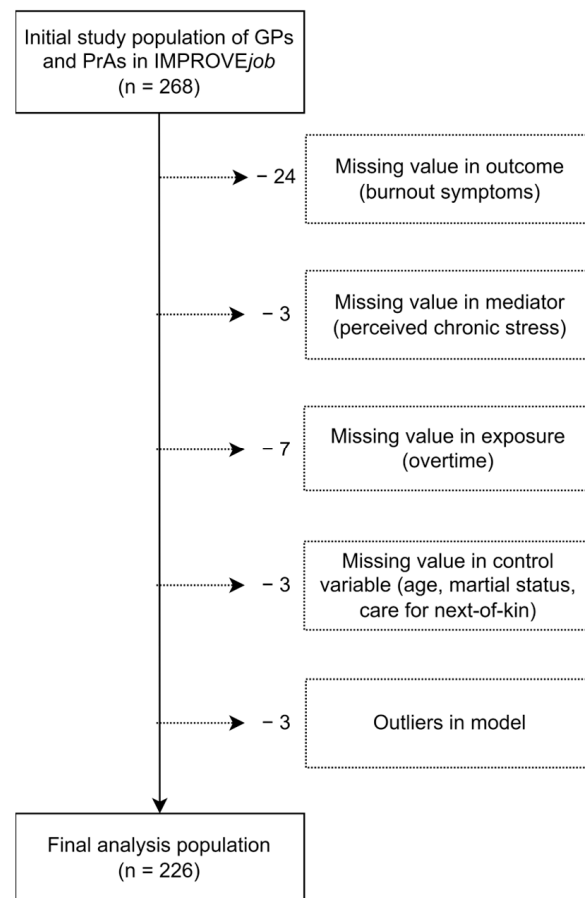 Initial study population of GPs
and PrAs in IMPROVEjob
(n = 268)
− 24
Missing value in outcome
(burnout symptoms)
− 3
Missing value in mediator
(perceived chronic stress)
− 7
Missing value in exposure
(overtime)
− 3
Missing value in control
variable (age, martial status,
care for next-of-kin)
− 3
Outliers in model
Final analysis population
(n = 226)